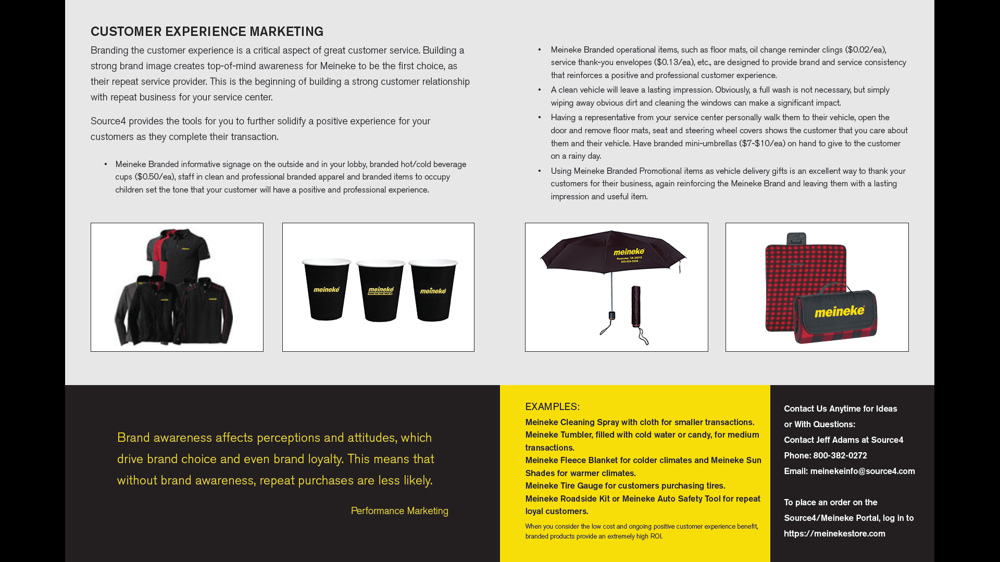 CUSTOMER EXPERIENCE MARKETING
Branding the customer experience is a critical aspect of great customer service. Building a
strong brand image creates top-of-mind awareness for Meineke to be the first choice, as
their repeat service provider. This is the beginning of building a strong customer relationship
with repeat business for your service center.
Source4 provides the tools for you to further solidify a positive experience for your
customers as they complete their transaction.
• Meineke Branded informative signage on the outside and in your lobby, branded hot/cold beverage
cups ($0.50/ea), staff in clean and professional branded apparel and branded items to occupy
children set the tone that your customer will have a positive and professional experience.
• Meineke Branded operational items, such as floor mats, oil change reminder clings ($0.02/ea),
service thank-you envelopes ($0.13/ea), etc., are designed to provide brand and service consistency
that reinforces a positive and professional customer experience.
• A clean vehicle will leave a lasting impression. Obviously, a full wash is not necessary, but simply
wiping away obvious dirt and cleaning the windows can make a significant impact.
• Having a representative from your service center personally walk them to their vehicle, open the
door and remove floor mats, seat and steering wheel covers shows the customer that you care about
them and their vehicle. Have branded mini-umbrellas ($7-$10/ea) on hand to give to the customer
on a rainy day.
• Using Meineke Branded Promotional items as vehicle delivery gifts is an excellent way to thank your
customers for their business, again reinforcing the Meineke Brand and leaving them with a lasting
impression and useful item.
meineke
meineke
meineke
meineke
Roanoke, VA 24018
555-555-5556
meineke
Brand awareness affects perceptions and attitudes, which
drive brand choice and even brand loyalty. This means that
without brand awareness, repeat purchases are less likely.
Performance Marketing
EXAMPLES:
Meineke Cleaning Spray with cloth for smaller transactions.
Meineke Tumbler, filled with cold water or candy, for medium
transactions.
Meineke Fleece Blanket for colder climates and Meineke Sun
Shades for warmer climates.
Meineke Tire Gauge for customers purchasing tires.
Meineke Roadside Kit or Meineke Auto Safety Tool for repeat
loyal customers.
When you consider the low cost and ongoing positive customer experience benefit,
branded products provide an extremely high ROI.
Contact Us Anytime for Ideas
or With Questions:
Contact Jeff Adams at Source4
Phone: 800-382-0272
Email: meinekeinfo@source4.com
To place an order on the
Source4/Meineke Portal, log in to
https://meinekestore.com